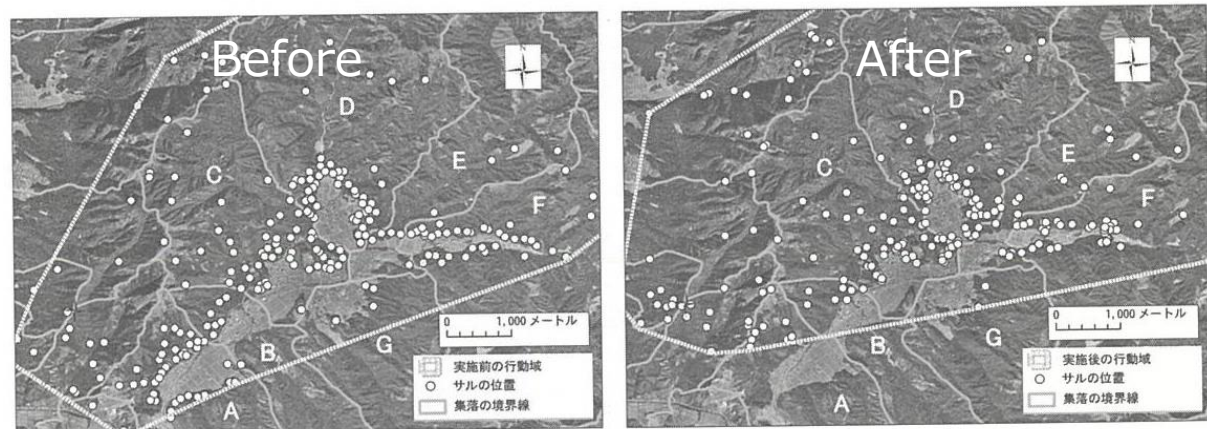 Before
D
E
C
F
B
G
A
0 1,000 メートル
実施前の行動域
サルの位置
集落の境界線
After
D
E
C
F
B
G
A
0 1,000 メートル
実施後の行動域
サルの位置
集落の境界線